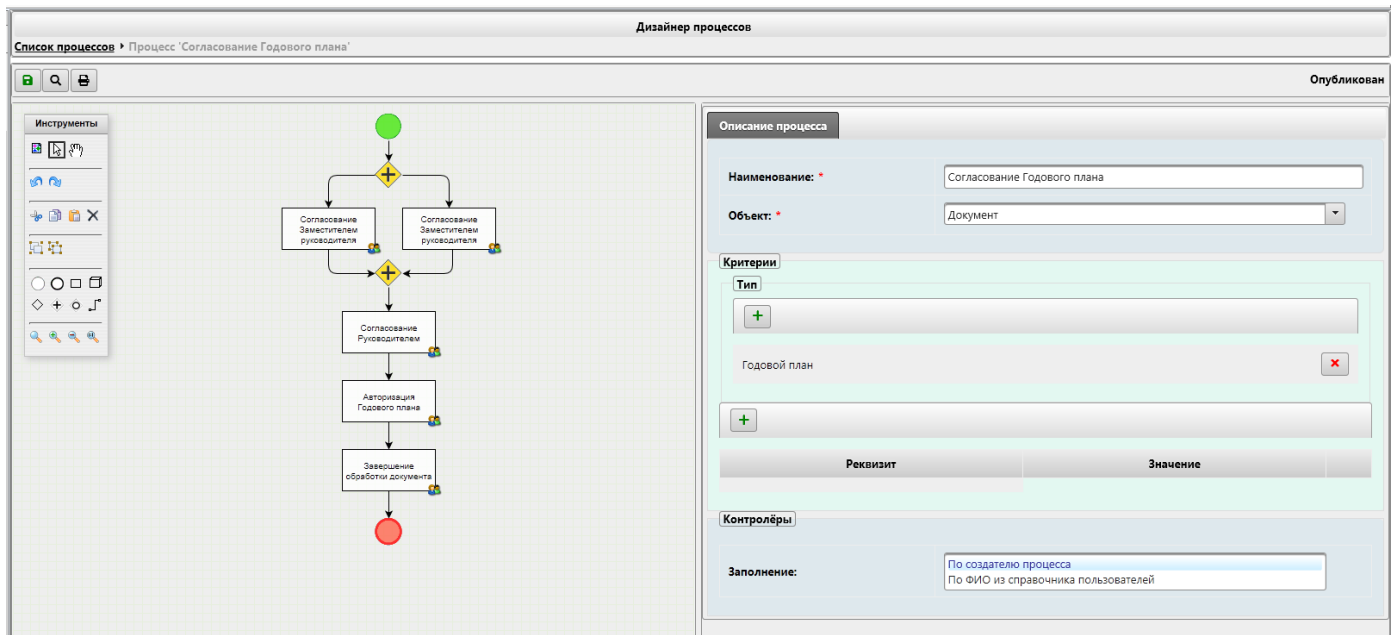 Дизайнер процессов
Список процессов Процесс 'Согласование Годового плана'
Опубликован
Инструменты
Согласование
Заместителем
руководителя
Согласование
Заместителем
руководителя
Согласование
Руководителем
Авторизация
Годового плана
Завершение
обработки документа
Описание процесса
Наименование: * Согласование Годового плана
Объект: * Документ
Критерии
Тип
Годовой план
Реквизит Значение
Контролёры
Заполнение:
По создателю процесса
По ФИО из справочника пользователей